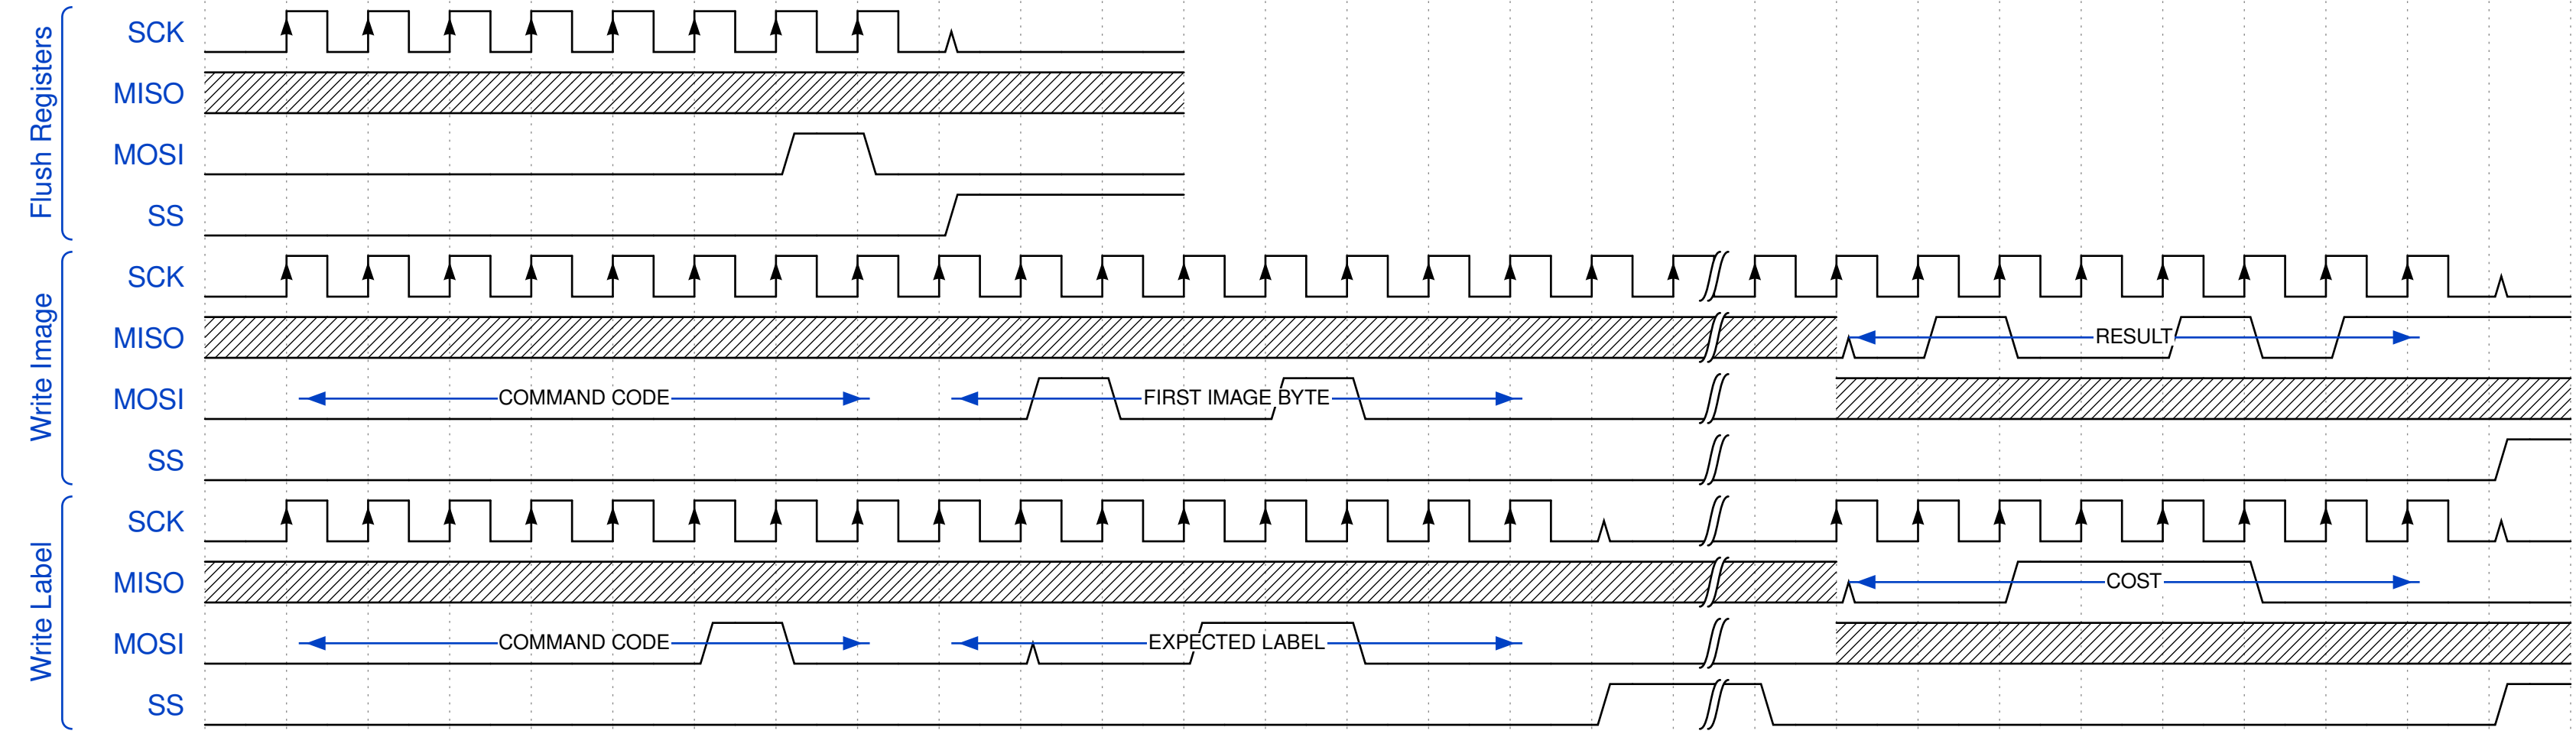 Flush Registers
SCK
MISO
MOSI
SS
Write Image
SCK
MISO
RESULT
MOSI
COMMAND CODE
FIRST IMAGE BYTE
SS
Write Label
SCK
MISO
COST
MOSI
COMMAND CODE
EXPECTED LABEL
SS